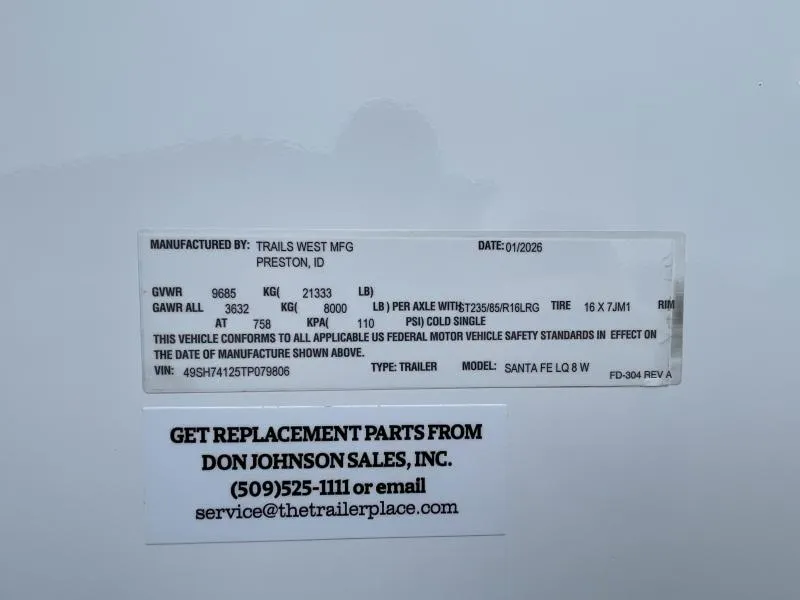 MANUFACTURED BY: TRAILS WEST MFG DATE: 01/2026
PRESTON, ID
GVWR 9685 KG( 21333 LB)
GAWR ALL 3632 KG( 8000 LB) PER AXLE WITH ST235/85/R16LRG TIRE 16 X 7JM1 RIM
AT 758 KPA( 110 PSI) COLD SINGLE
THIS VEHICLE CONFORMS TO ALL APPLICABLE US FEDERAL MOTOR VEHICLE SAFETY STANDARDS IN EFFECT ON
THE DATE OF MANUFACTURE SHOWN ABOVE.
VIN: 49SH74125TP079806 TYPE: TRAILER MODEL: SANTA FE LQ 8 W
FD-304 REV A
GET REPLACEMENT PARTS FROM
DON JOHNSON SALES, INC.
(509)525-1111 or email
service@thetrailerplace.com